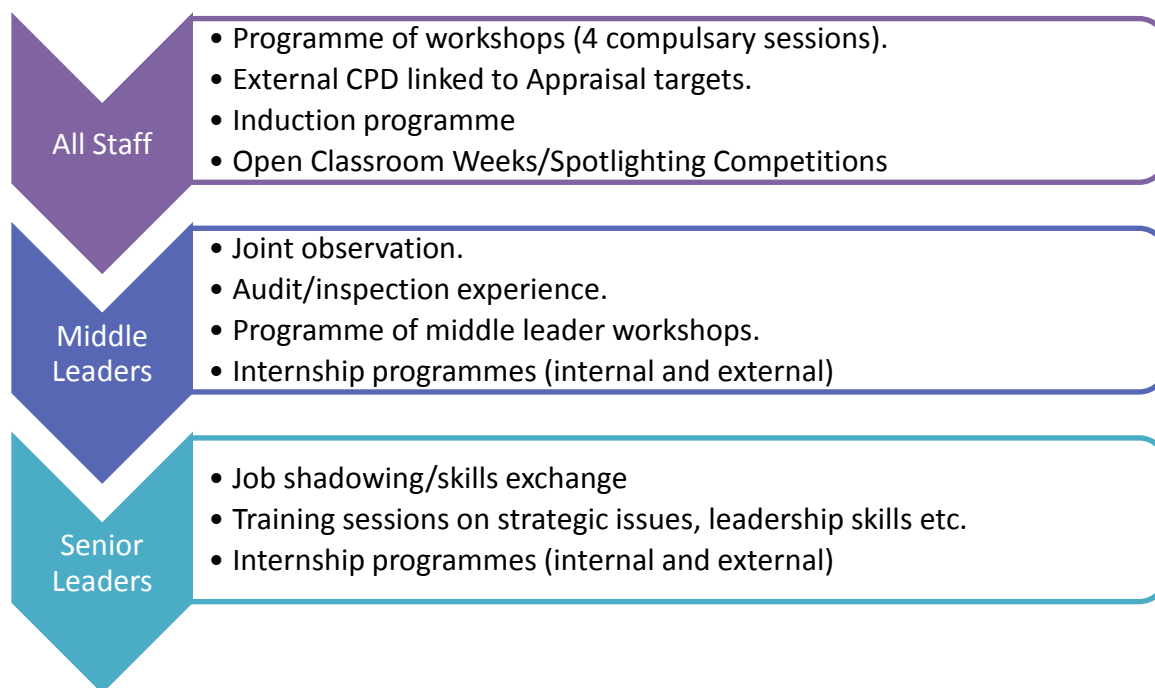 All Staff
• Programme of workshops (4 compulsary sessions).
• External CPD linked to Appraisal targets.
• Induction programme
• Open Classroom Weeks/Spotlighting Competitions
Middle
Leaders
• Joint observation.
• Audit/inspection experience.
• Programme of middle leader workshops.
• Internship programmes (internal and external)
Senior
Leaders
• Job shadowing/skills exchange
• Training sessions on strategic issues, leadership skills etc.
• Internship programmes (internal and external)